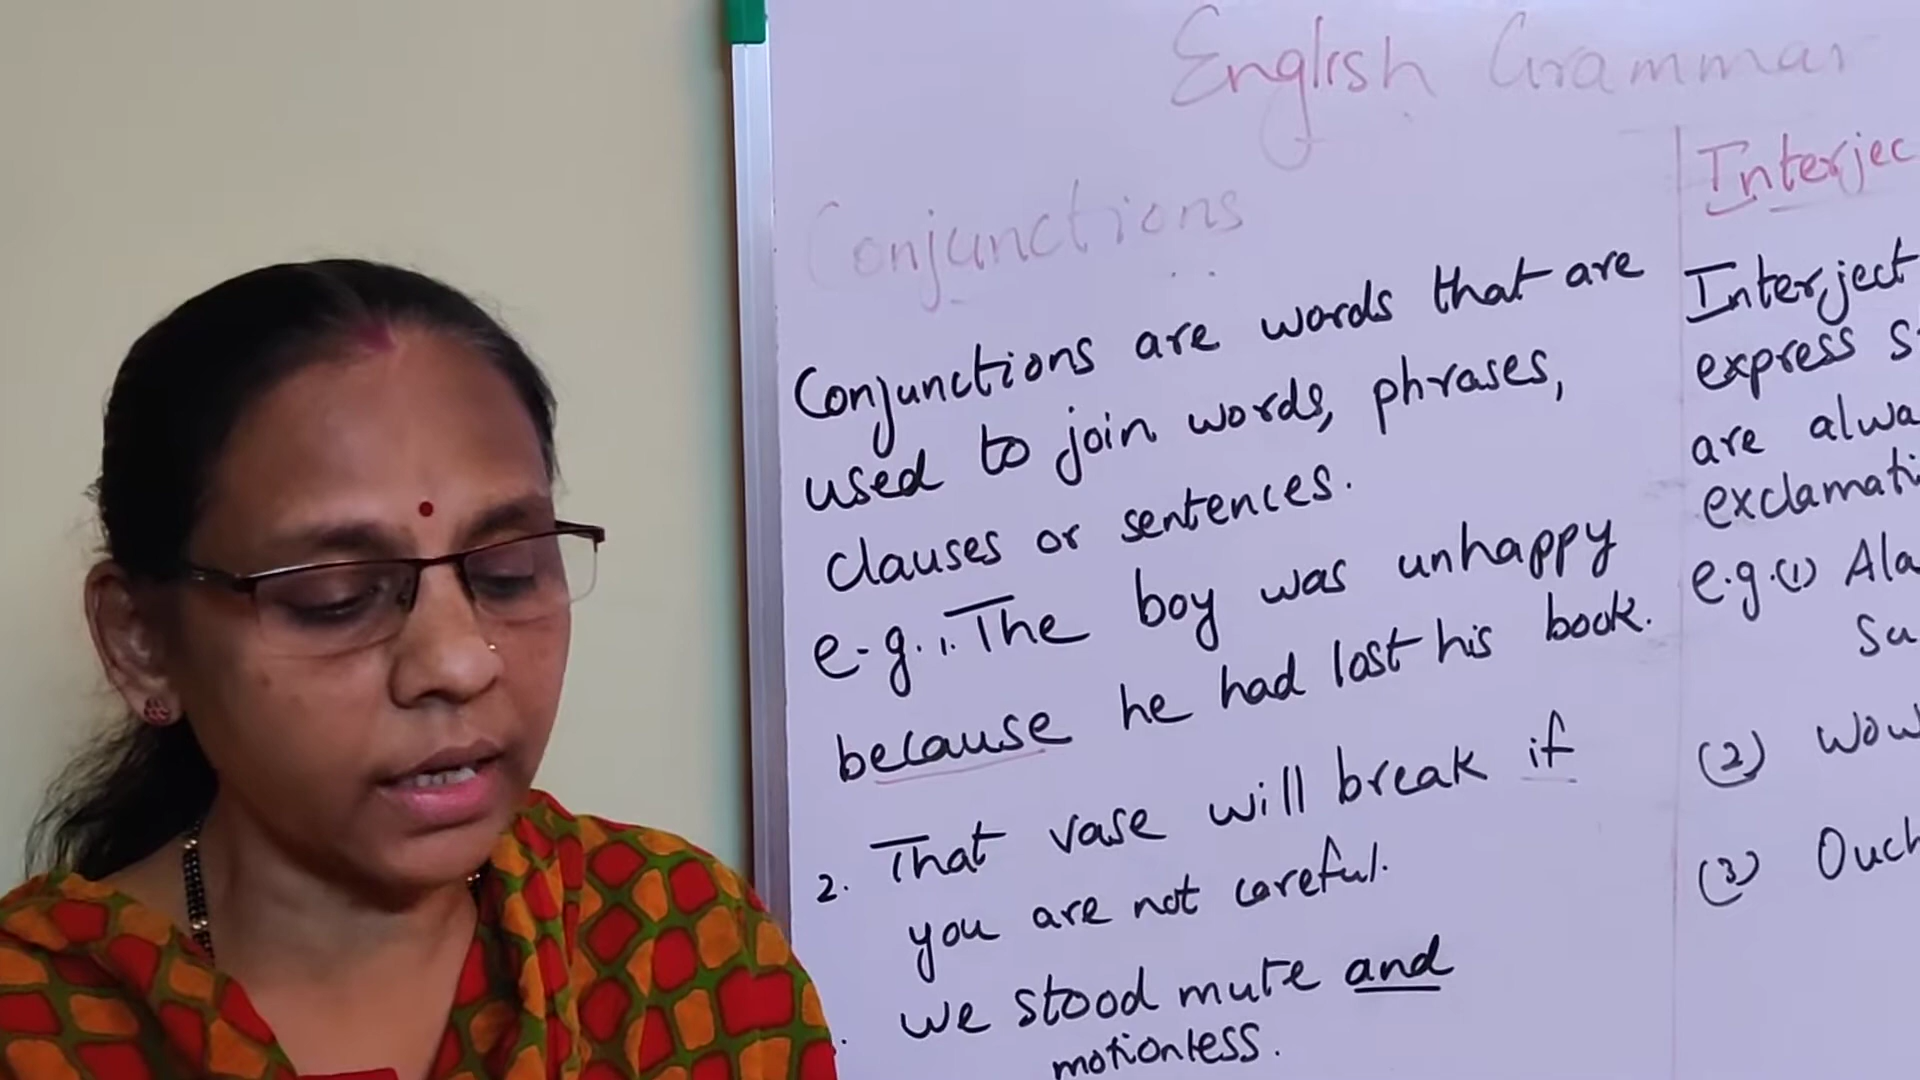 English Grammar
Conjunctions
Conjunctions are words that are
used to join words, phrases,
clauses or sentences.
e.g. 1. The boy was unhappy
because he had lost his book.
2. That vase will break if
you are not careful.
we stood mute and
motionless.
Interjec
Interject
express s
are alwa
exclamati
e.g. (1) Ala
Su
(2) Wow
(3) Ouch